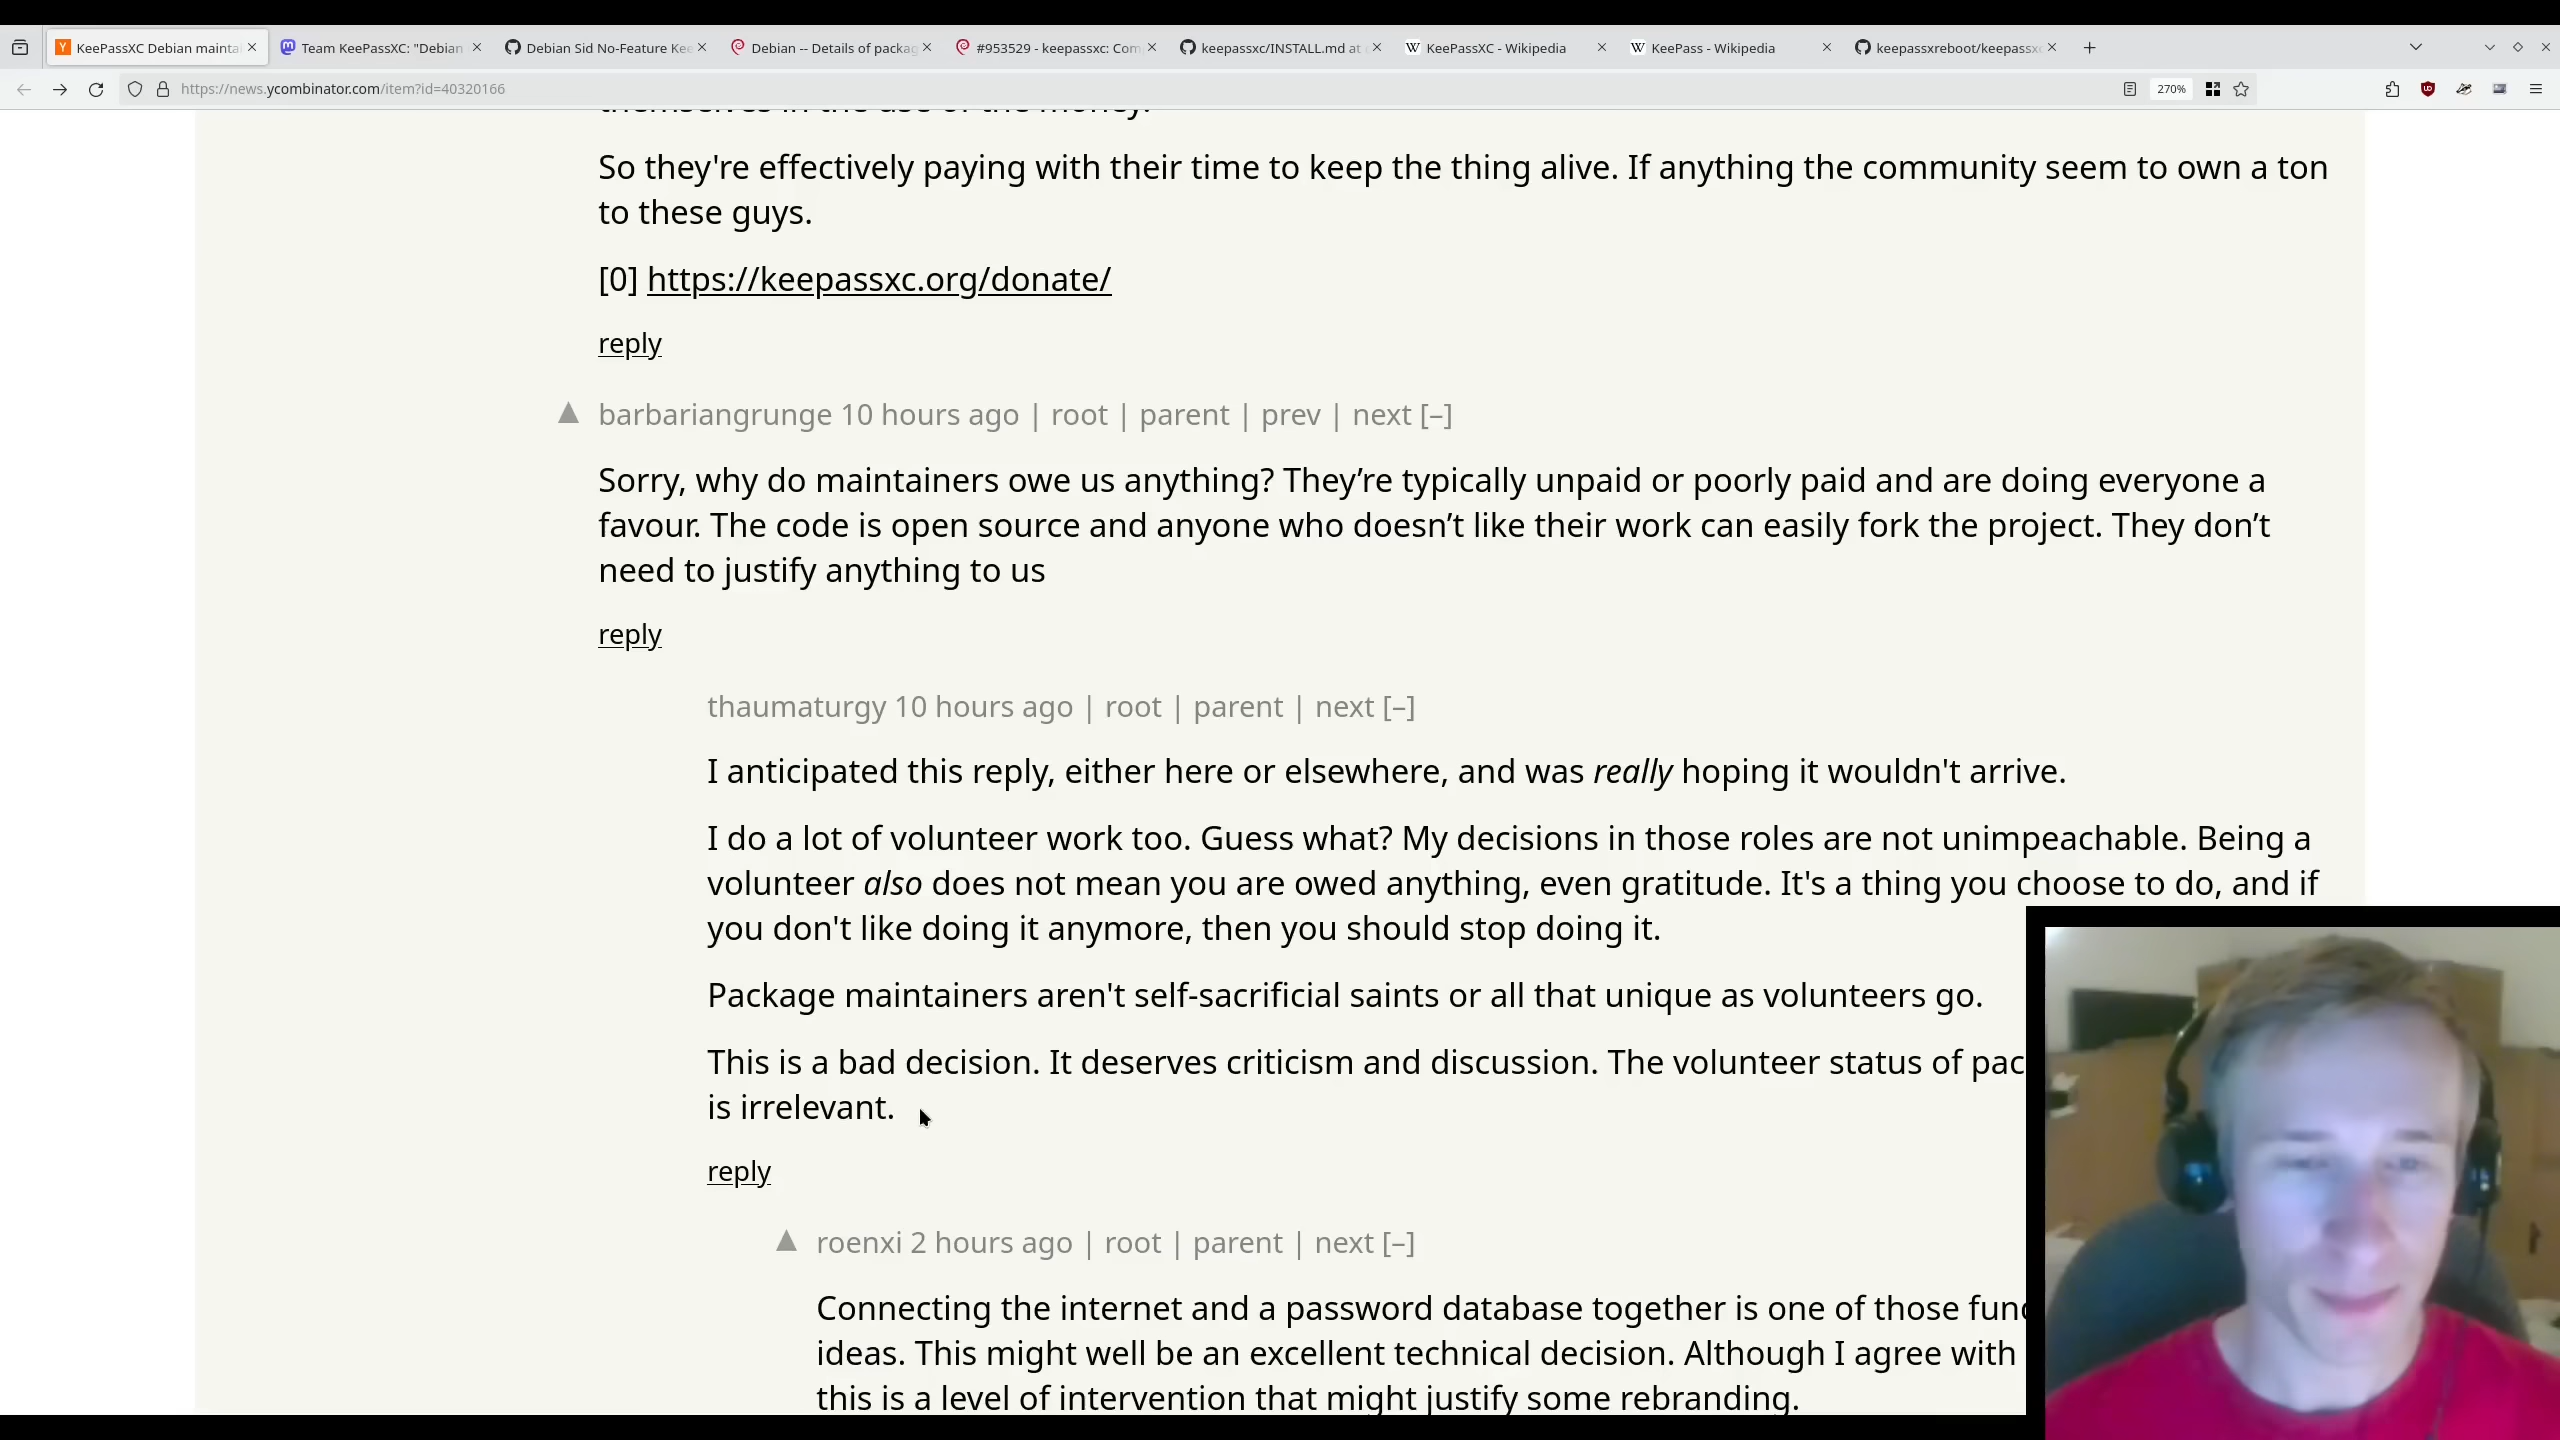 KeePassXC Debian mainta
Team KeePassXC: "Debian
Debian Sid No-Feature Kee
Debian -- Details of packag
#953529 - keepassxc: Com
keepassxc/INSTALL.md at
KeePassXC - Wikipedia
KeePass - Wikipedia
keepassxreboot/keepassxc
https://news.ycombinator.com/item?id=40320166
270%
themselves in the use of the money.
So they're effectively paying with their time to keep the thing alive. If anything the community seem to own a ton
to these guys.
[0] https://keepassxc.org/donate/
reply
barbariangrunge 10 hours ago | root | parent | prev | next [–]
Sorry, why do maintainers owe us anything? They’re typically unpaid or poorly paid and are doing everyone a
favour. The code is open source and anyone who doesn’t like their work can easily fork the project. They don’t
need to justify anything to us
reply
thaumaturgy 10 hours ago | root | parent | next [–]
I anticipated this reply, either here or elsewhere, and was really hoping it wouldn't arrive.
I do a lot of volunteer work too. Guess what? My decisions in those roles are not unimpeachable. Being a
volunteer also does not mean you are owed anything, even gratitude. It's a thing you choose to do, and if
you don't like doing it anymore, then you should stop doing it.
Package maintainers aren't self-sacrificial saints or all that unique as volunteers go.
This is a bad decision. It deserves criticism and discussion. The volunteer status of pac
is irrelevant.
reply
roenxi 2 hours ago | root | parent | next [–]
Connecting the internet and a password database together is one of those func
ideas. This might well be an excellent technical decision. Although I agree with
this is a level of intervention that might justify some rebranding.